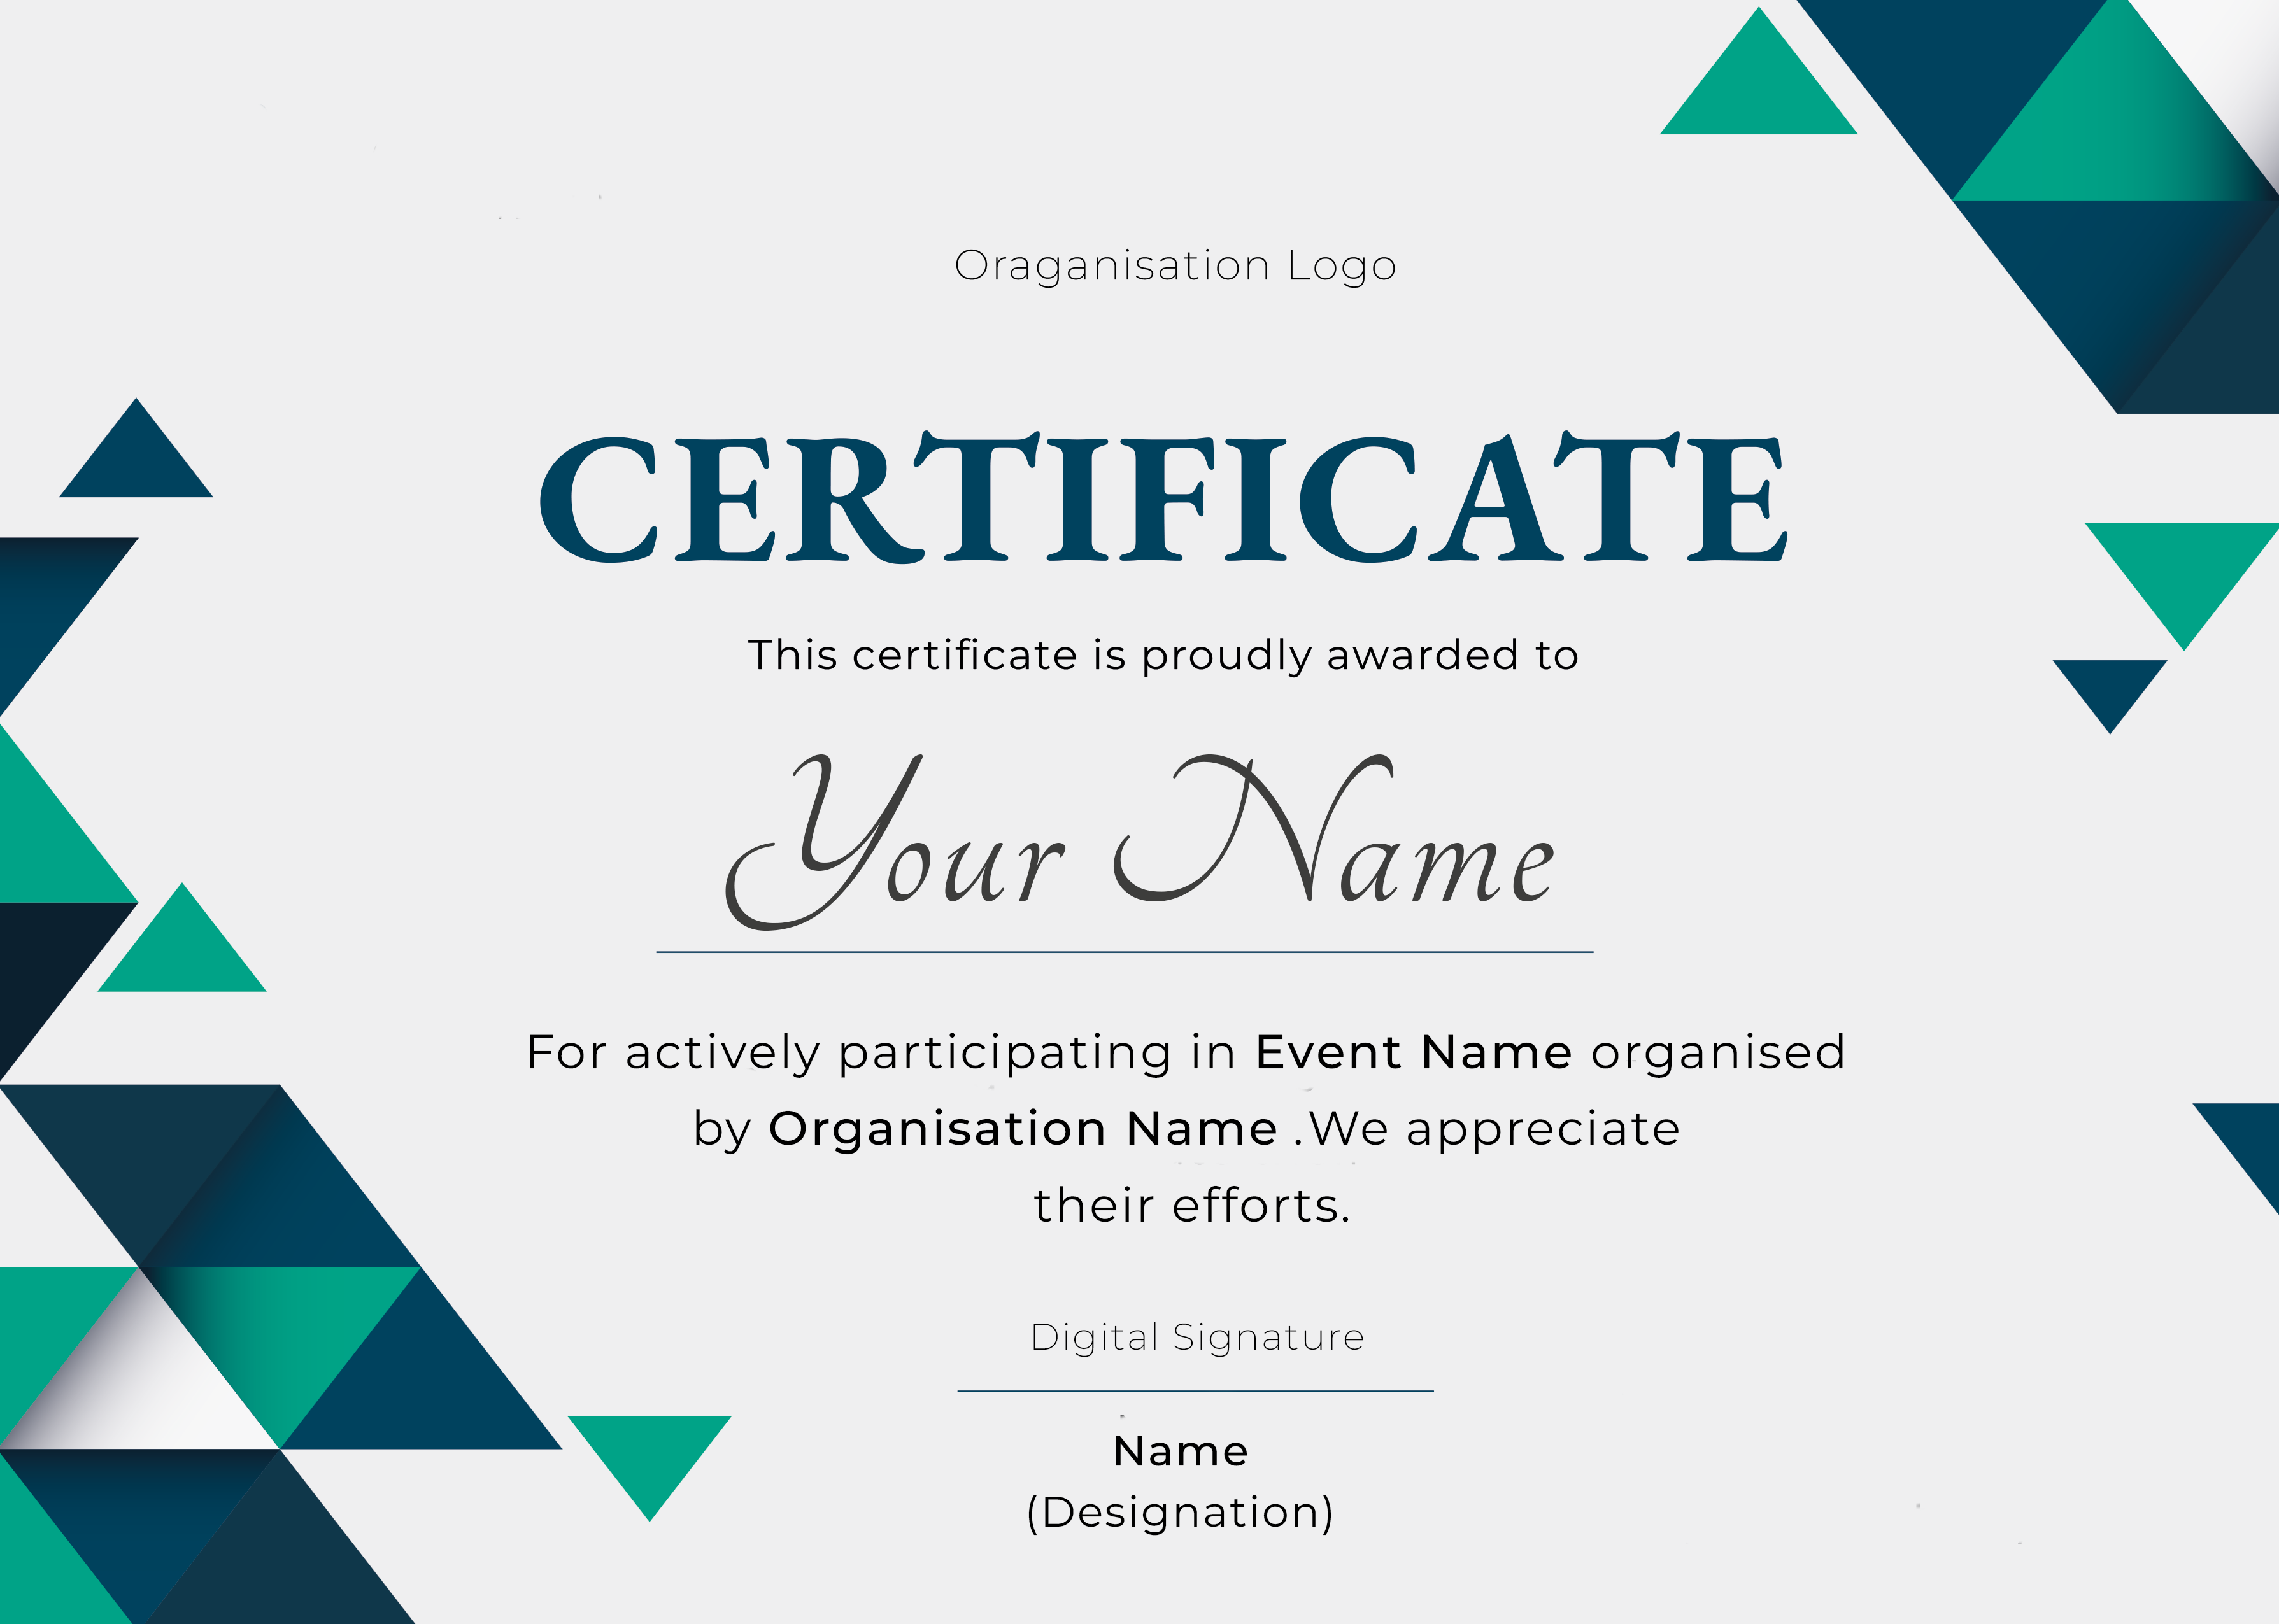 Oraganisation Logo
CERTIFICATE
This certificate is proudly awarded to
Your Name
For actively participating in Event Name organised
by Organisation Name .We appreciate
their efforts.
Digital Signature
Name
(Designation)